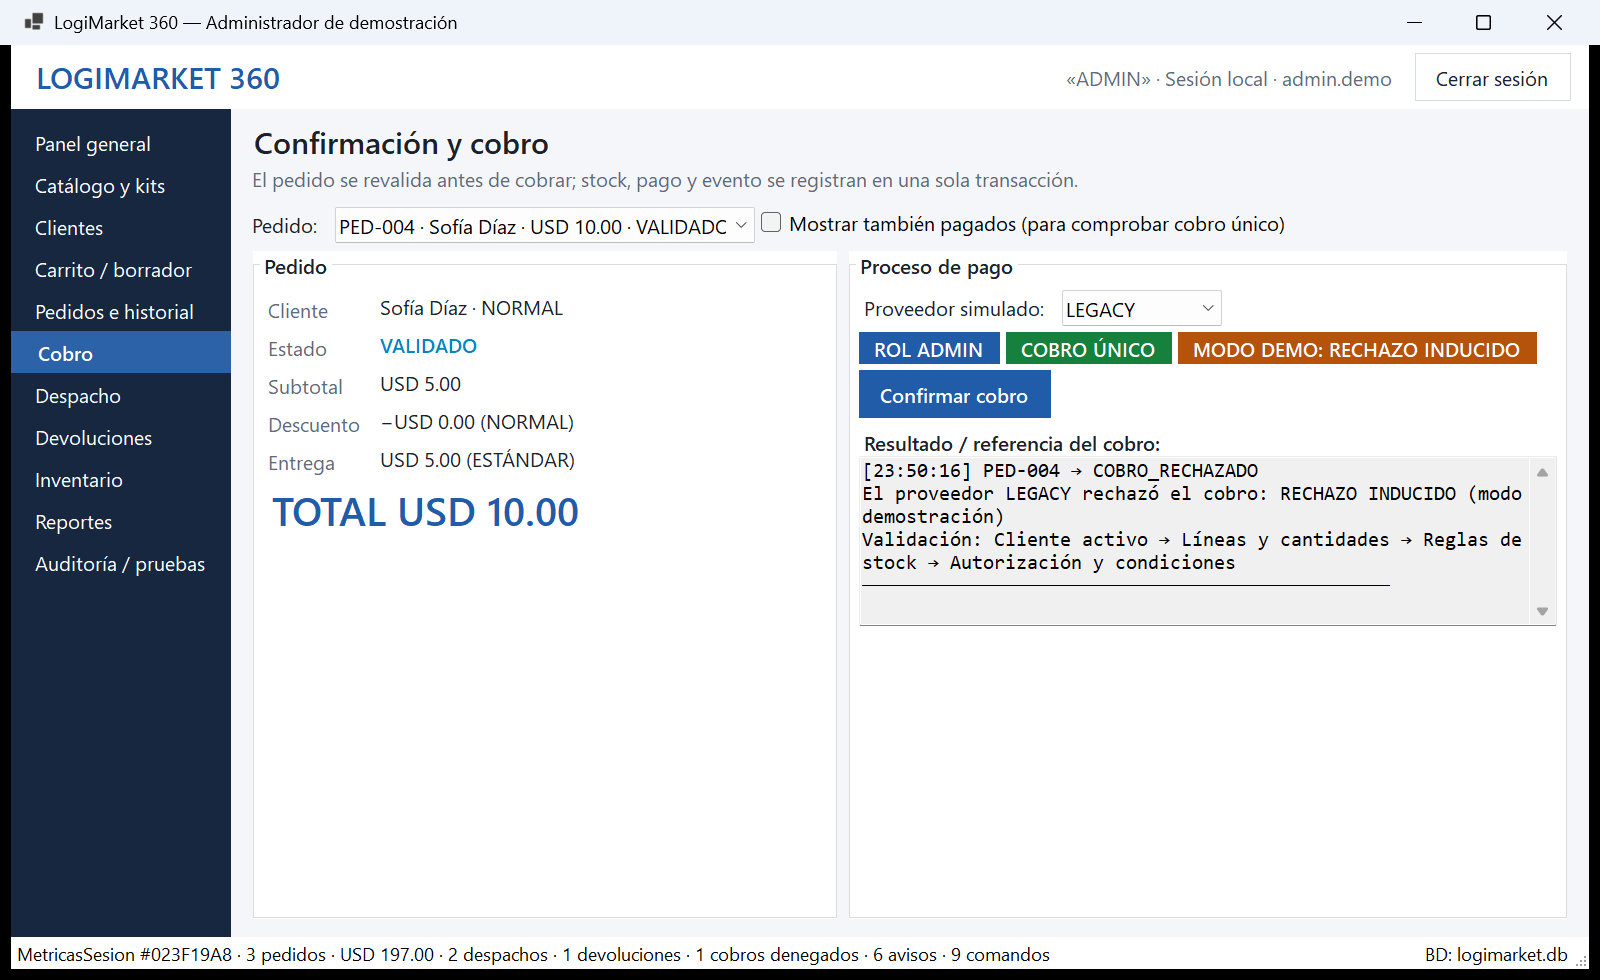 LogiMarket 360 — Administrador de demostración
LOGIMARKET 360
«ADMIN» · Sesión local · admin.demo
Cerrar sesión
Panel general
Catálogo y kits
Clientes
Carrito / borrador
Pedidos e historial
Cobro
Despacho
Devoluciones
Inventario
Reportes
Auditoría / pruebas
Confirmación y cobro
El pedido se revalida antes de cobrar; stock, pago y evento se registran en una sola transacción.
Pedido: PED-004 · Sofía Díaz · USD 10.00 · VALIDADO
Mostrar también pagados (para comprobar cobro único)
Pedido
Cliente Sofía Díaz · NORMAL
Estado VALIDADO
Subtotal USD 5.00
Descuento −USD 0.00 (NORMAL)
Entrega USD 5.00 (ESTÁNDAR)
TOTAL USD 10.00
Proceso de pago
Proveedor simulado: LEGACY
ROL ADMIN COBRO ÚNICO MODO DEMO: RECHAZO INDUCIDO
Confirmar cobro
Resultado / referencia del cobro:
[23:50:16] PED-004 → COBRO_RECHAZADO
El proveedor LEGACY rechazó el cobro: RECHAZO INDUCIDO (modo
demostración)
Validación: Cliente activo → Líneas y cantidades → Reglas de
stock → Autorización y condiciones
MetricasSesion #023F19A8 · 3 pedidos · USD 197.00 · 2 despachos · 1 devoluciones · 1 cobros denegados · 6 avisos · 9 comandos
BD: logimarket.db